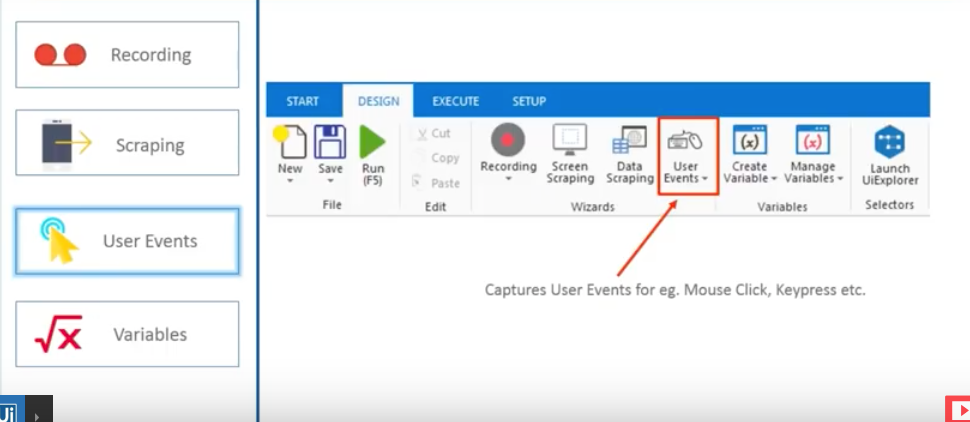 Recording
Scraping
User Events
Variables
START DESIGN EXECUTE SETUP
New Save Run (F5)
Cut
Copy
Paste
Recording Screen Scraping Data Scraping User Events Create Variable Manage Variables Launch UiExplorer
File Edit Wizards Variables Selectors
Captures User Events for eg. Mouse Click, Keypress etc.
Ui